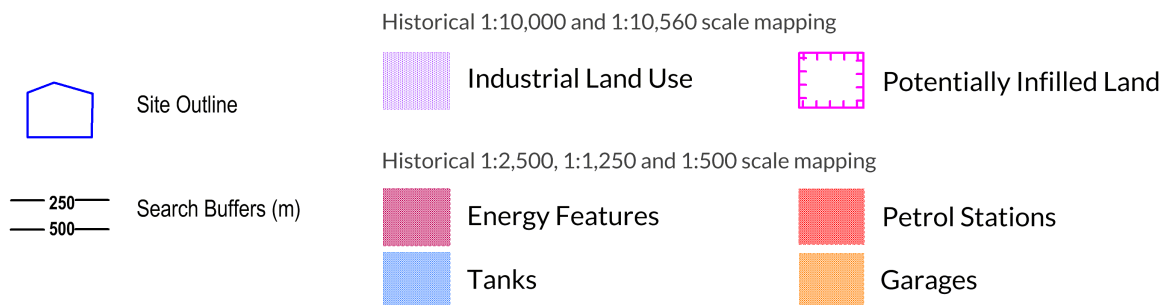 Historical 1:10,000 and 1:10,560 scale mapping
Industrial Land Use
Potentially Infilled Land
Site Outline
Historical 1:2,500, 1:1,250 and 1:500 scale mapping
250
500
Search Buffers (m)
Energy Features
Petrol Stations
Tanks
Garages